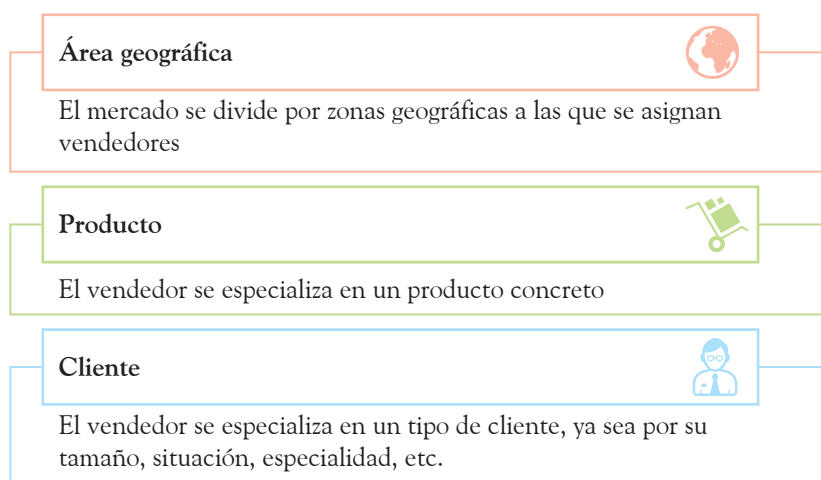 Área geográfica
El mercado se divide por zonas geográficas a las que se asignan
vendedores
Producto
El vendedor se especializa en un producto concreto
Cliente
El vendedor se especializa en un tipo de cliente, ya sea por su
tamaño, situación, especialidad, etc.